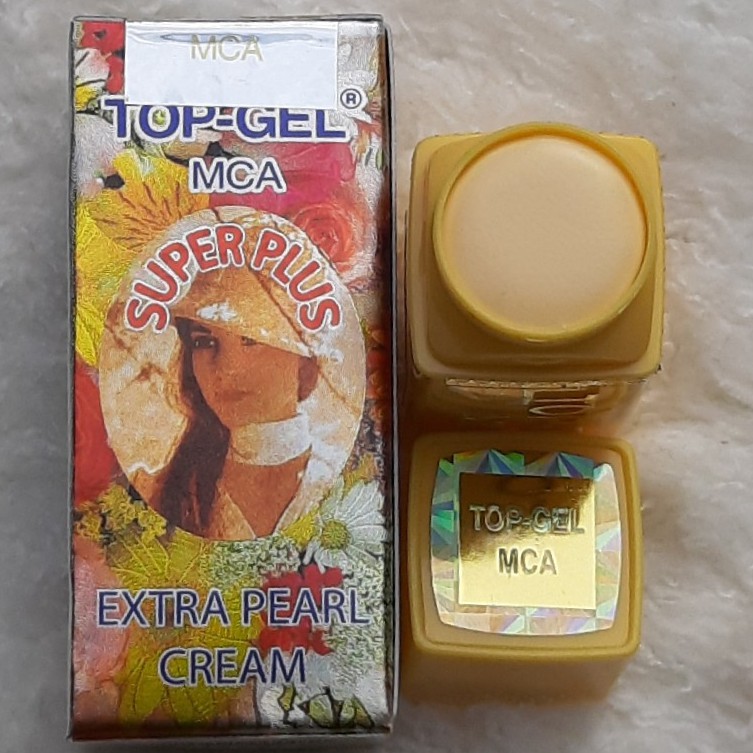 MCA
TOP-GEL®
MCA
SUPER PLUS
EXTRA PEARL
CREAM
TOP-GEL
MCA